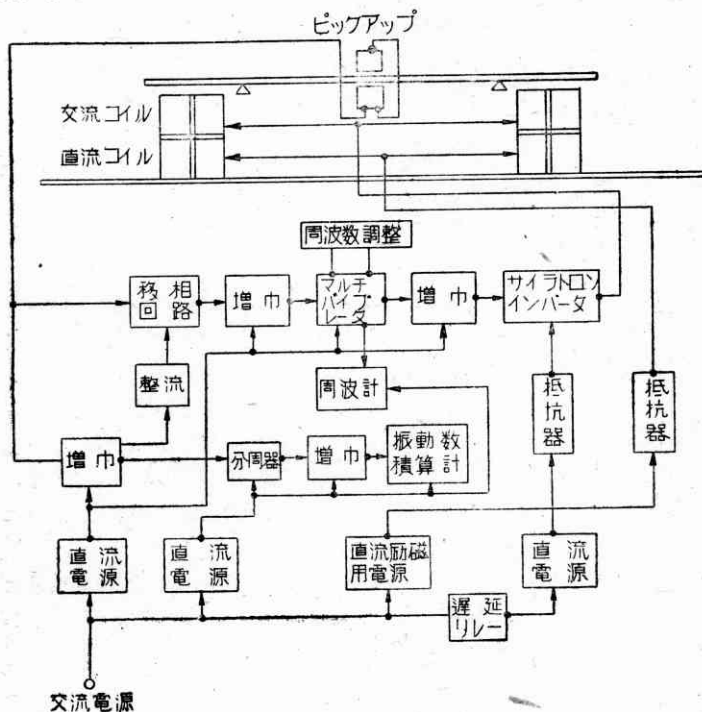 ピックアップ
交流コイル
直流コイル
周波数調整
移相
回路
増巾
マルチ
バイブ
レータ
増巾
サイラトロン
インバータ
整流
周波計
抵抗器
抵抗器
増巾
分周器
増巾
振動数
積算計
直流
電源
直流
電源
直流励磁
用電源
直流
電源
遅延
リレー
交流電源